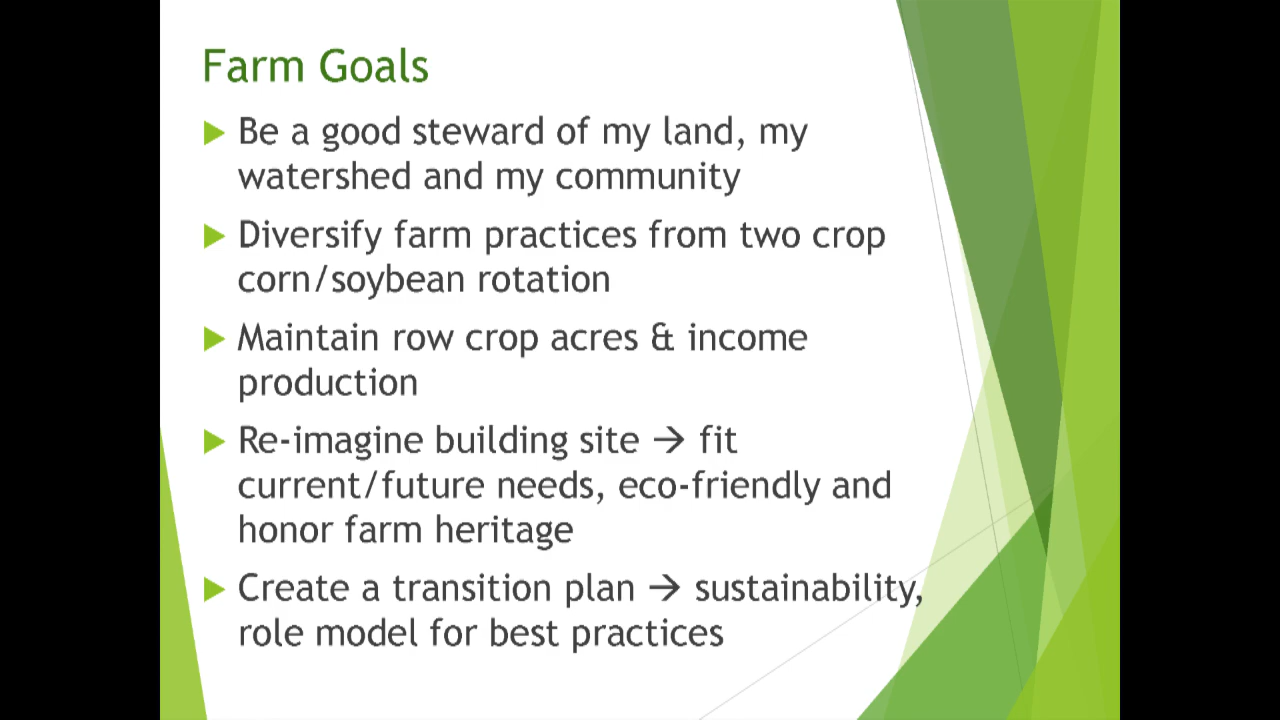 Farm Goals
Be a good steward of my land, my
watershed and my community
Diversify farm practices from two crop
corn/soybean rotation
Maintain row crop acres & income
production
Re-imagine building site → fit
current/future needs, eco-friendly and
honor farm heritage
Create a transition plan → sustainability,
role model for best practices